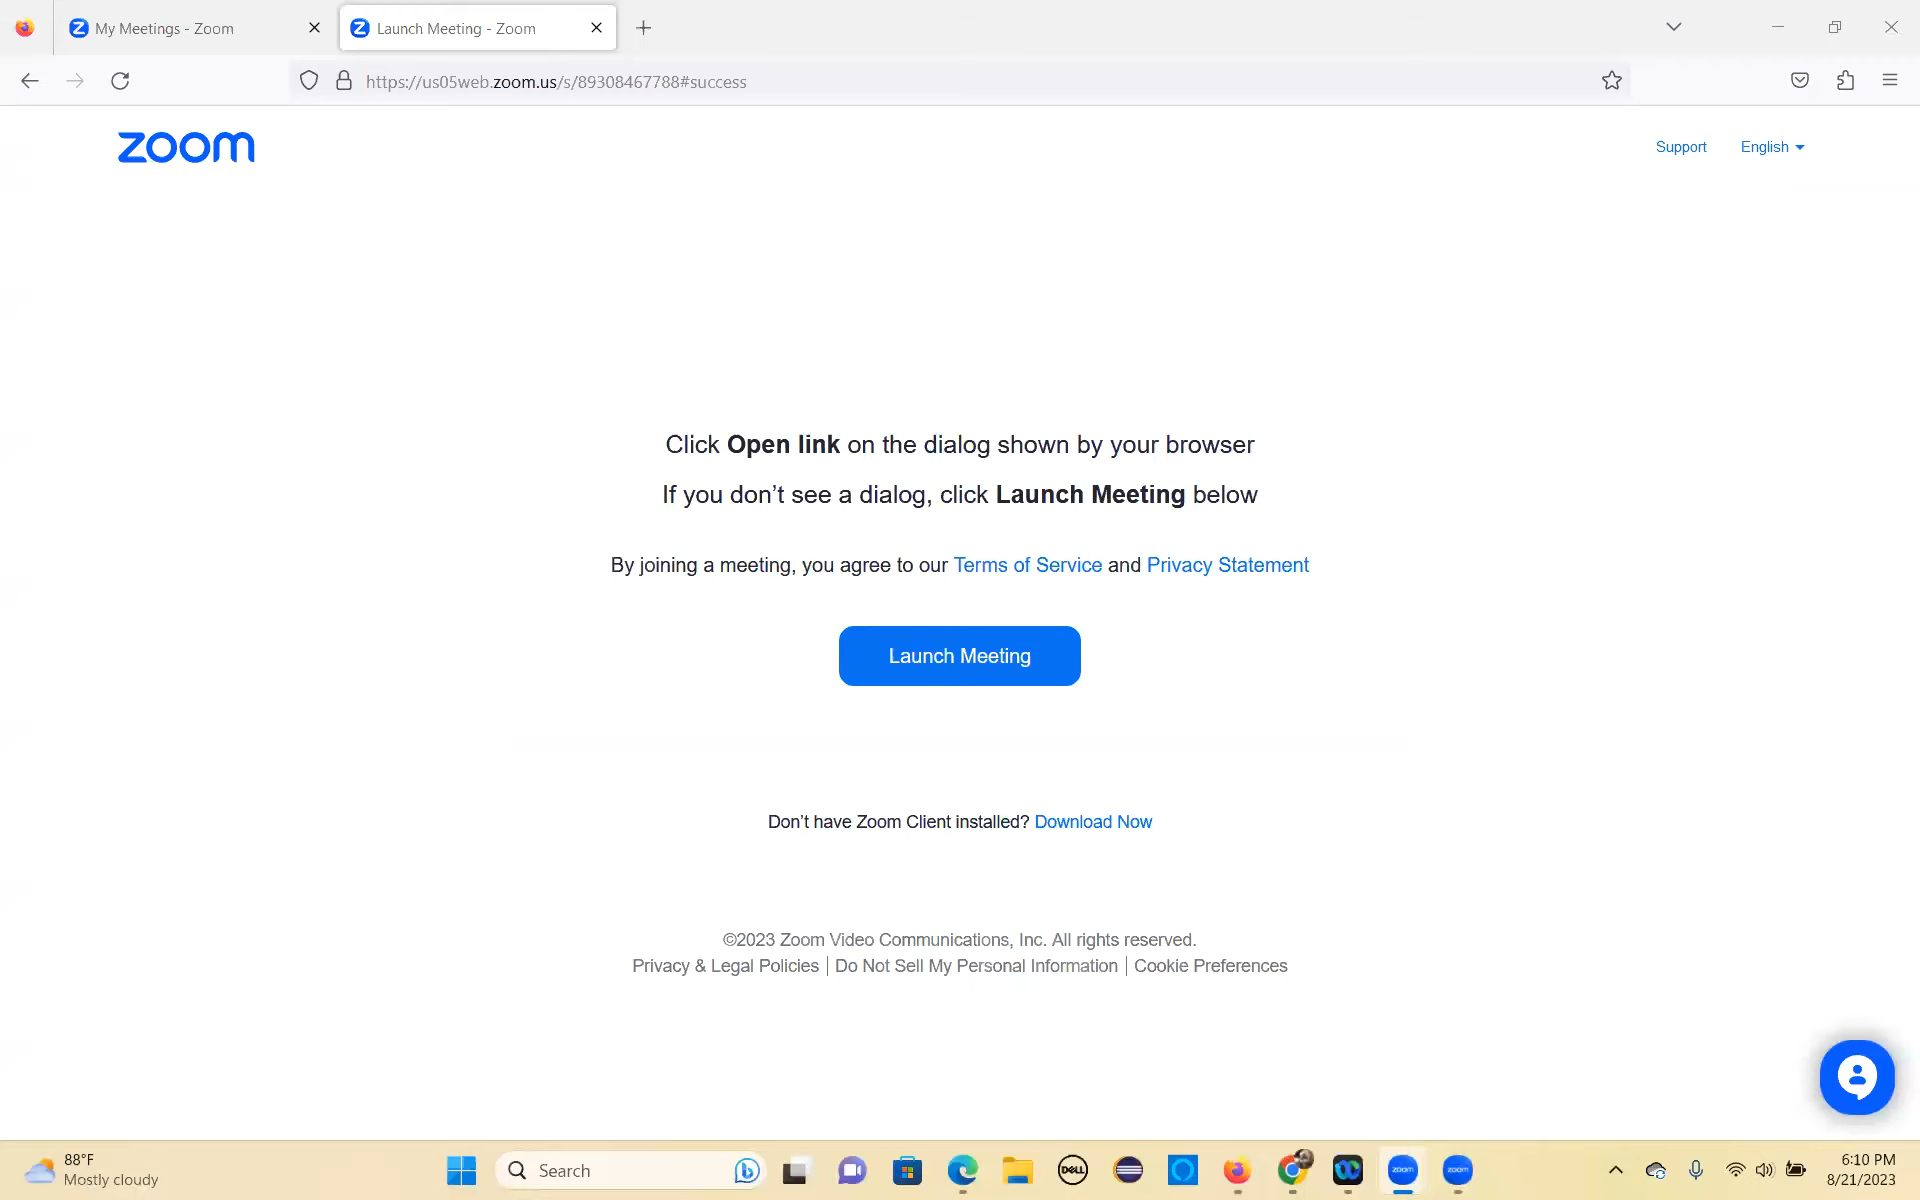 My Meetings - Zoom
Launch Meeting - Zoom
https://us05web.zoom.us/s/89308467788#success
zoom
Support
English
Click Open link on the dialog shown by your browser
If you don’t see a dialog, click Launch Meeting below
By joining a meeting, you agree to our Terms of Service and Privacy Statement
Launch Meeting
Don’t have Zoom Client installed? Download Now
©2023 Zoom Video Communications, Inc. All rights reserved.
Privacy & Legal Policies | Do Not Sell My Personal Information | Cookie Preferences
88°F
Mostly cloudy
Search
DELL
zoom
zoom
6:10 PM
8/21/2023